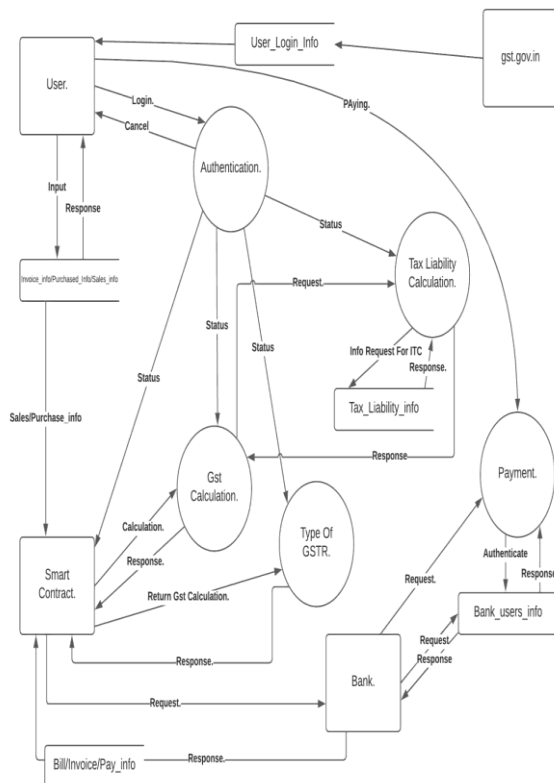 User_Login_Info
gst.gov.in
User.
PAying.
Login.
Cancel
Authentication.
Input
Response
Status
Tax Liability
Calculation.
Invoice_info/Purchased_Info/Sales_info
Request.
Status
Status
Info Request For ITC
Response.
Status
Tax_Liability_info
Sales/Purchase_info
Response
Gst
Calculation.
Payment.
Calculation.
Type Of
GSTR.
Smart
Contract.
Response.
Return Gst Calculation.
Authenticate
Response
Request.
Bank_users_info
Request
Response
Response.
Bank.
Request.
Response.
Bill/Invoice/Pay_info